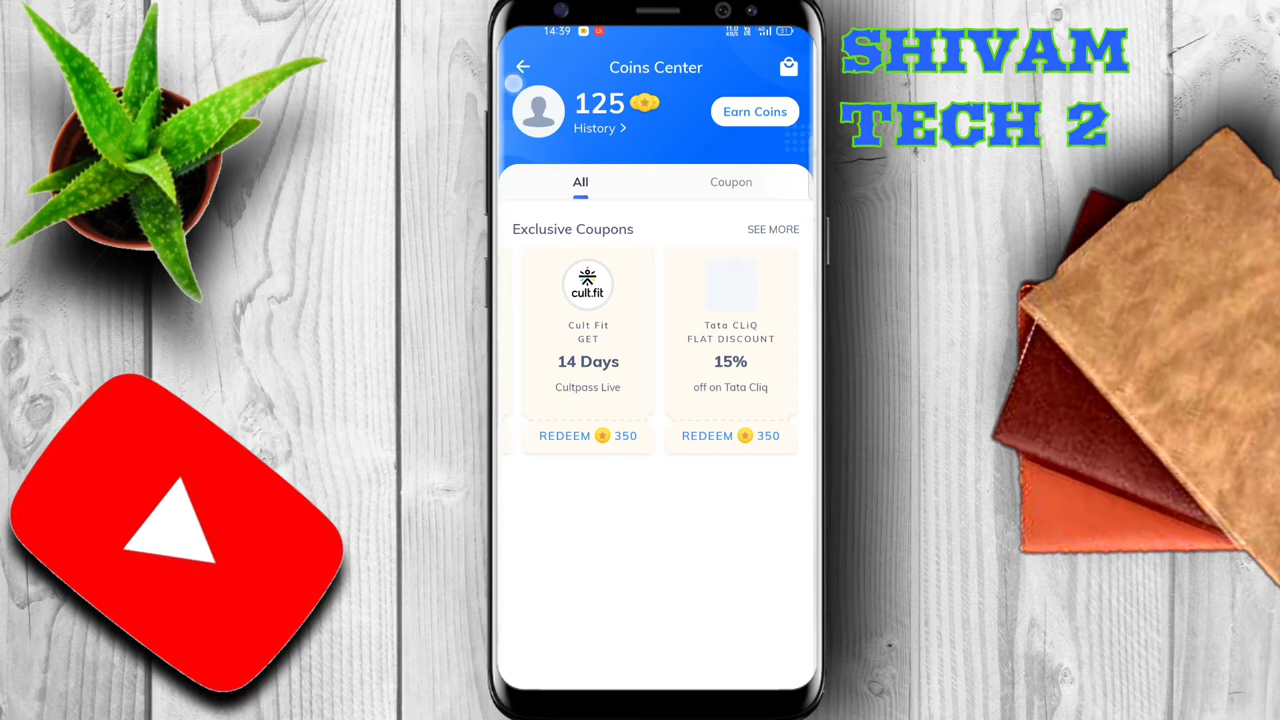 14:39
SHIVAM
TECH 2
Coins Center
125
Earn Coins
History
All
Coupon
Exclusive Coupons
SEE MORE
cult.fit
Cult Fit
GET
14 Days
Cultpass Live
REDEEM 350
Tata CLiQ
FLAT DISCOUNT
15%
off on Tata Cliq
REDEEM 350